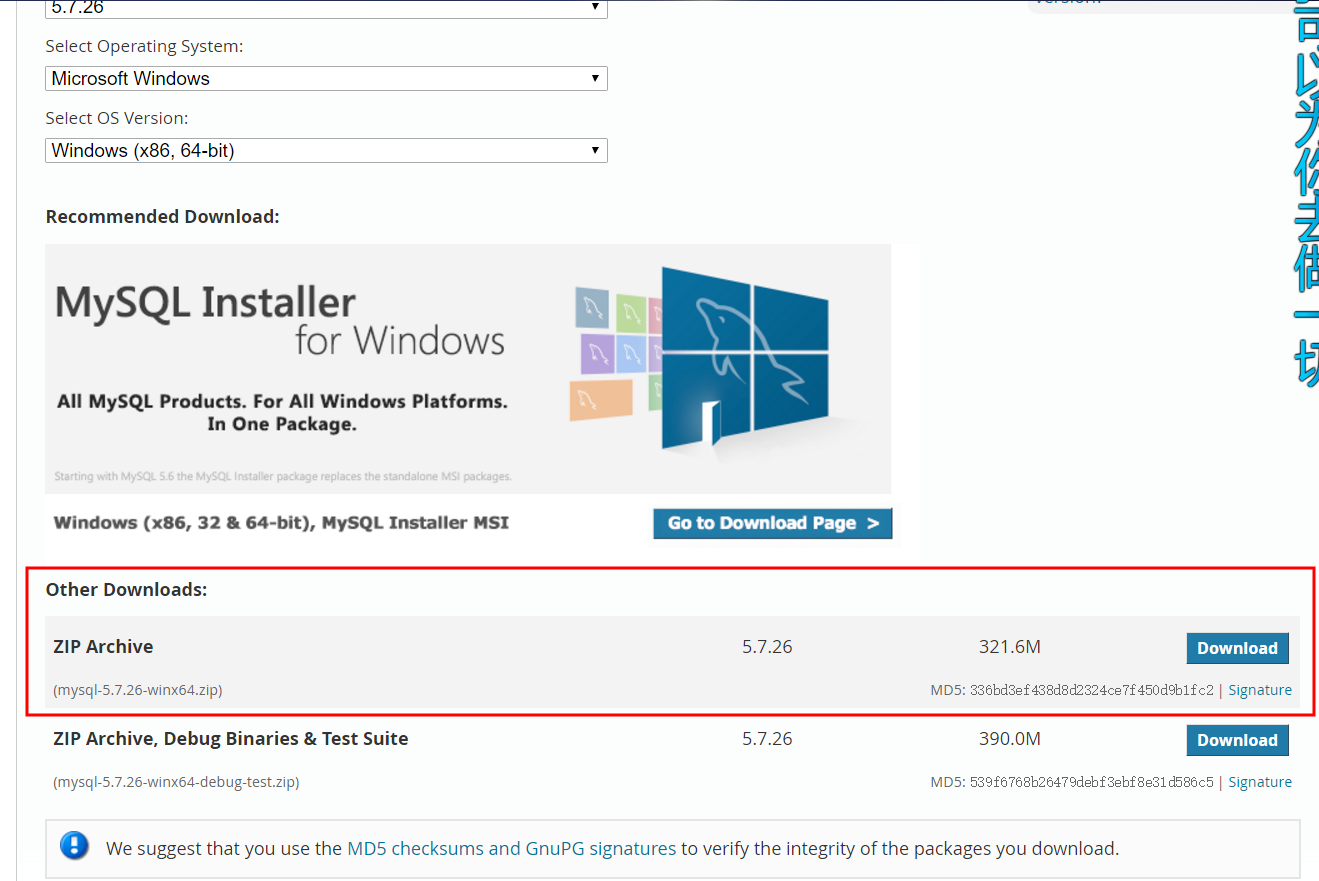 5.7.26
Select Operating System:
Microsoft Windows
Select OS Version:
Windows (x86, 64-bit)
Recommended Download:
MySQL Installer
for Windows
All MySQL Products. For All Windows Platforms.
In One Package.
Starting with MySQL 5.6 the MySQL Installer package replaces the standalone MSI packages.
Windows (x86, 32 & 64-bit), MySQL Installer MSI
Go to Download Page >
Other Downloads:
ZIP Archive 5.7.26 321.6M Download
(mysql-5.7.26-winx64.zip) MD5: 336bd3ef438d8d2324ce7f450d9b1fc2 | Signature
ZIP Archive, Debug Binaries & Test Suite 5.7.26 390.0M Download
(mysql-5.7.26-winx64-debug-test.zip) MD5: 539f6768b26479debf3ebf8e31d586c5 | Signature
We suggest that you use the MD5 checksums and GnuPG signatures to verify the integrity of the packages you download.
以为你去做一切